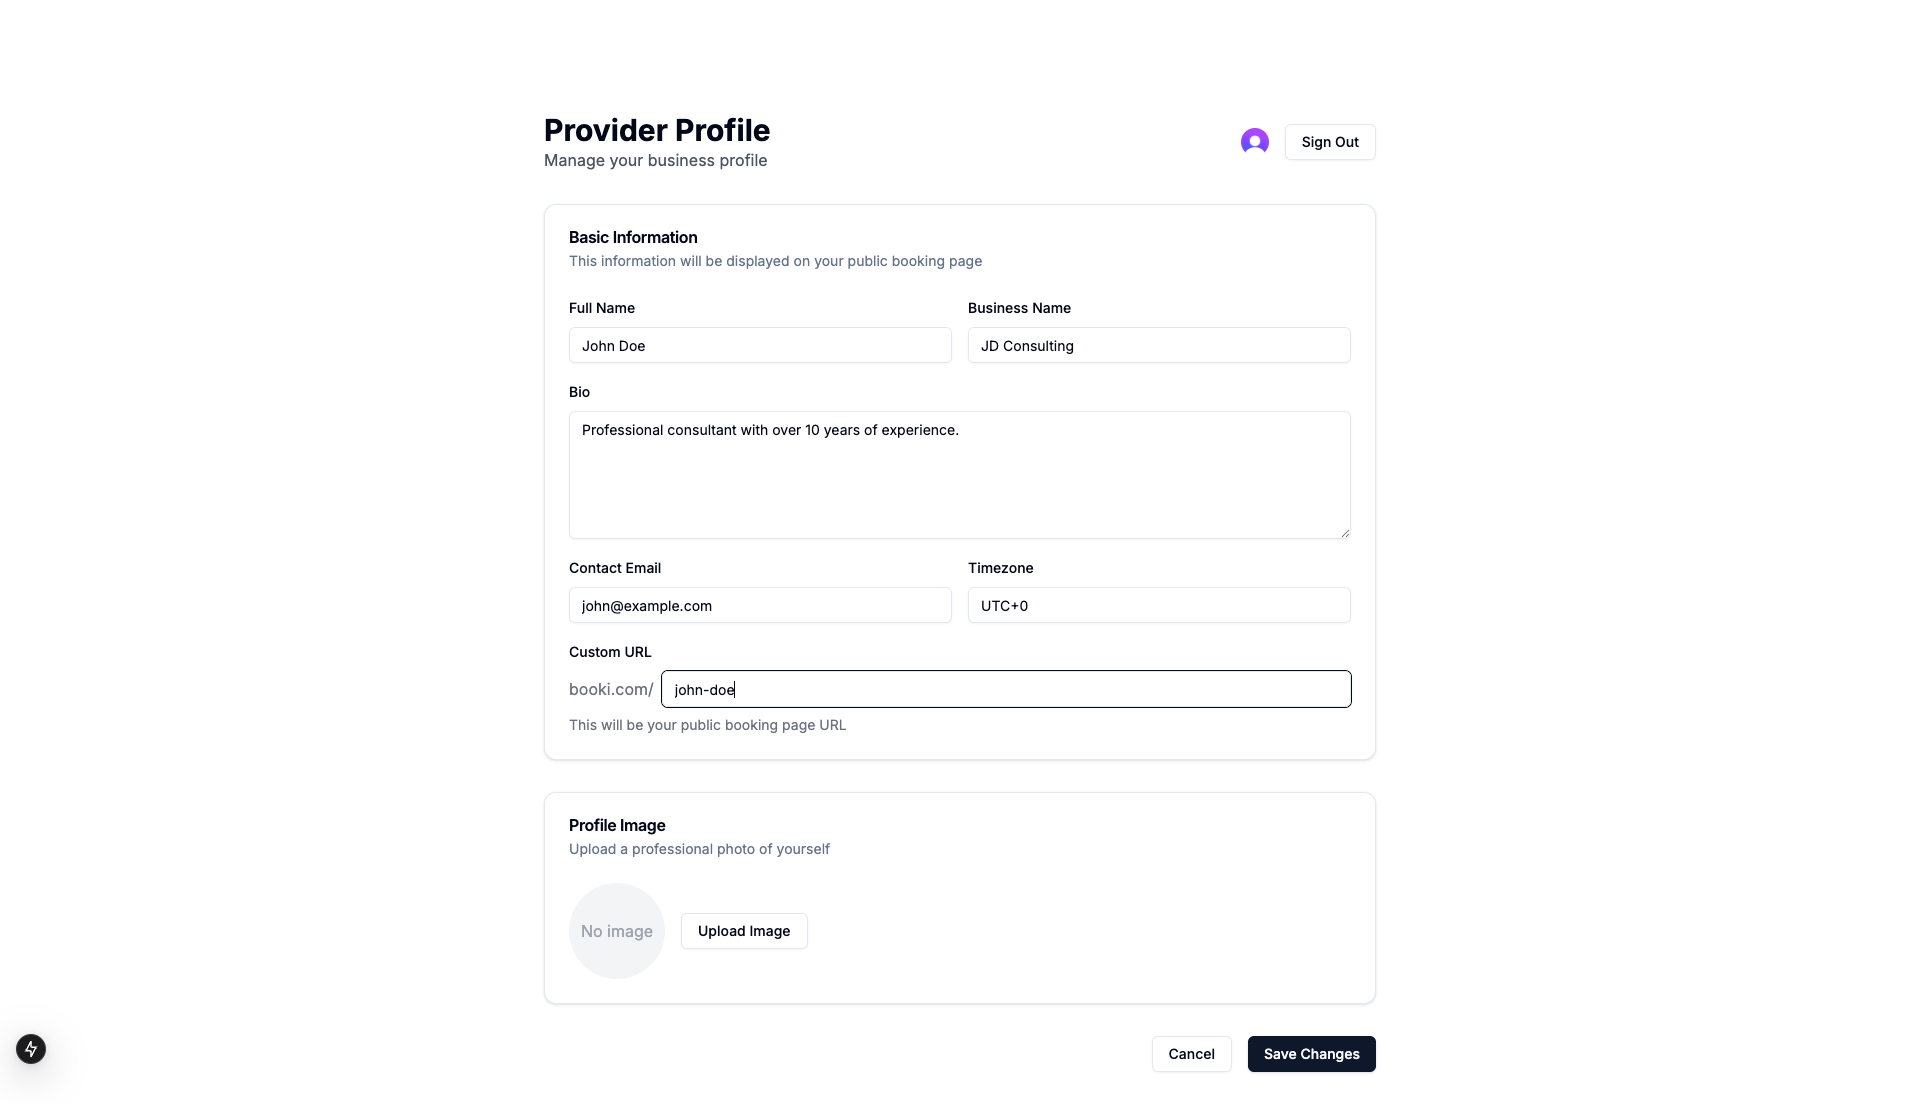 Provider Profile
Manage your business profile
Sign Out
Basic Information
This information will be displayed on your public booking page
Full Name
Business Name
John Doe
JD Consulting
Bio
Professional consultant with over 10 years of experience.
Contact Email
Timezone
john@example.com
UTC+0
Custom URL
booki.com/ john-doe
This will be your public booking page URL
Profile Image
Upload a professional photo of yourself
No image
Upload Image
Cancel
Save Changes